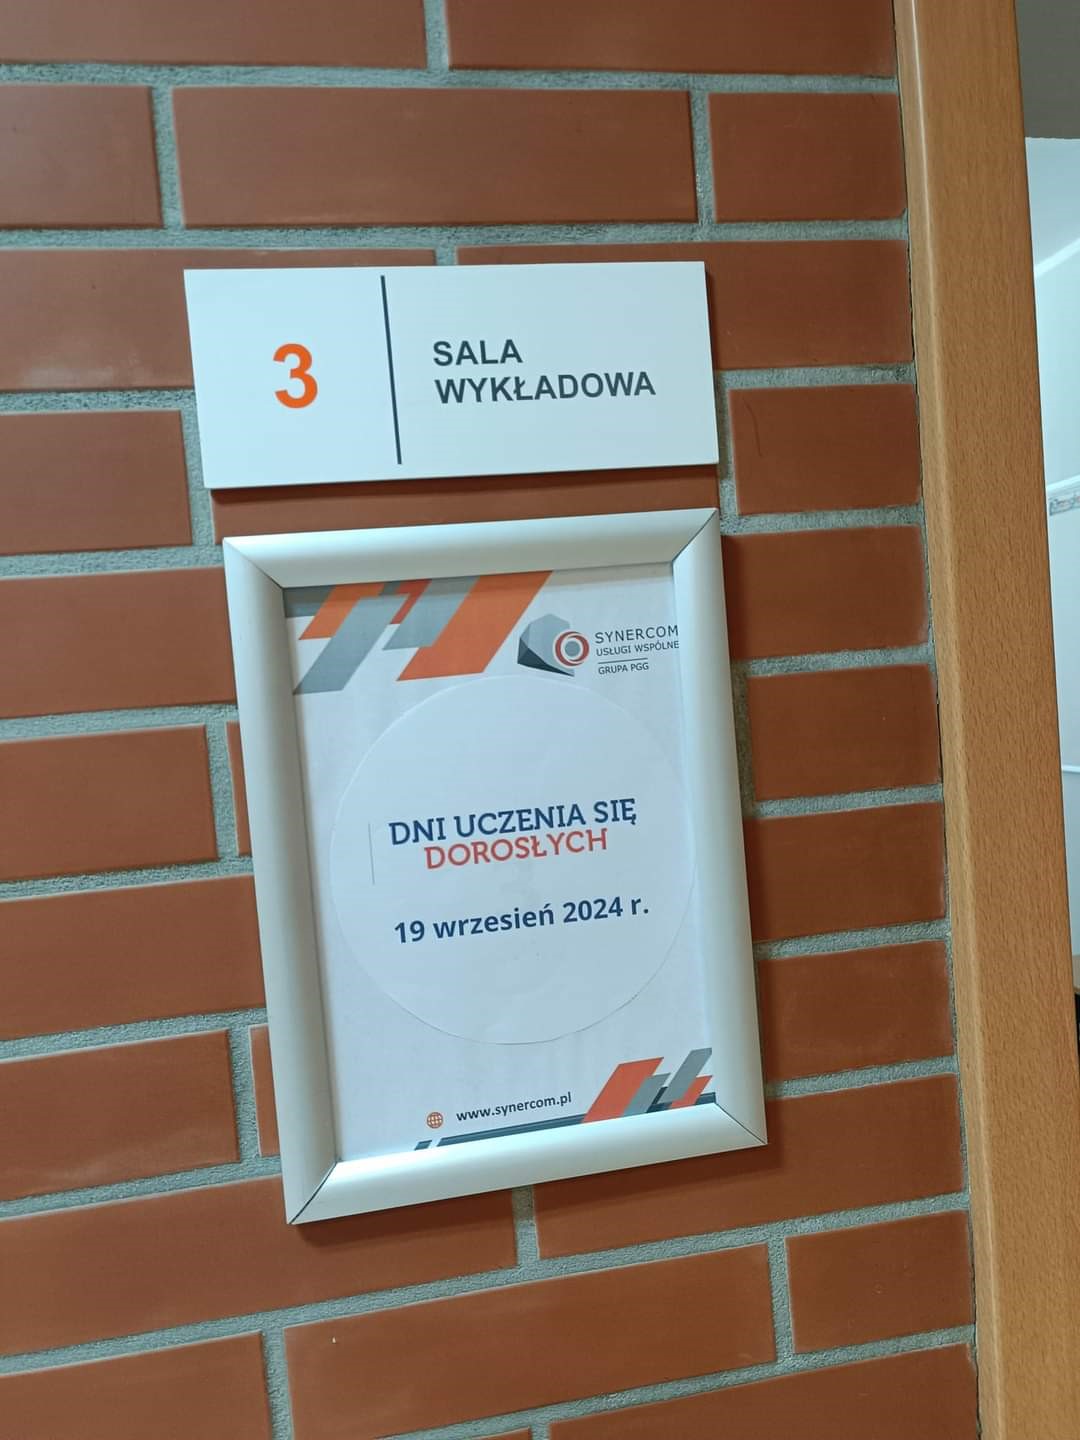 3
SALA
WYKŁADOWA
SYNERCOM
USŁUGI WSPÓLNE
GRUPA PGG
DNI UCZENIA SIĘ
DOROSŁYCH
19 wrzesień 2024 r.
www.synercom.pl